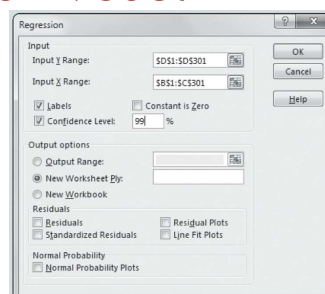 Regression
? X
Input
Input Y Range:
$D$1:$D$301
OK
Input X Range:
$B$1:$C$301
Cancel
Labels
Constant is Zero
Help
Confidence Level:
99 %
Output options
Output Range:
New Worksheet Ply:
New Workbook
Residuals
Residuals
Residual Plots
Standardized Residuals
Line Fit Plots
Normal Probability
Normal Probability Plots